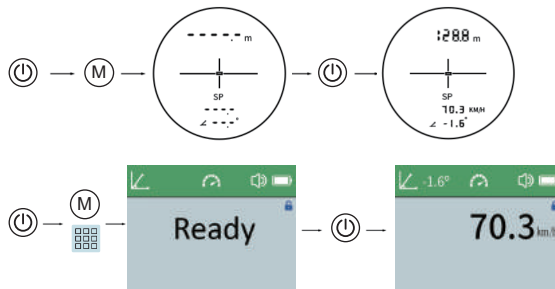 -----.- m
128.8 m
M
SP
---.-
∠ --.-°
SP
70.3 KM/H
∠ -1.6°
M
Ready
-1.6°
70.3 km/h